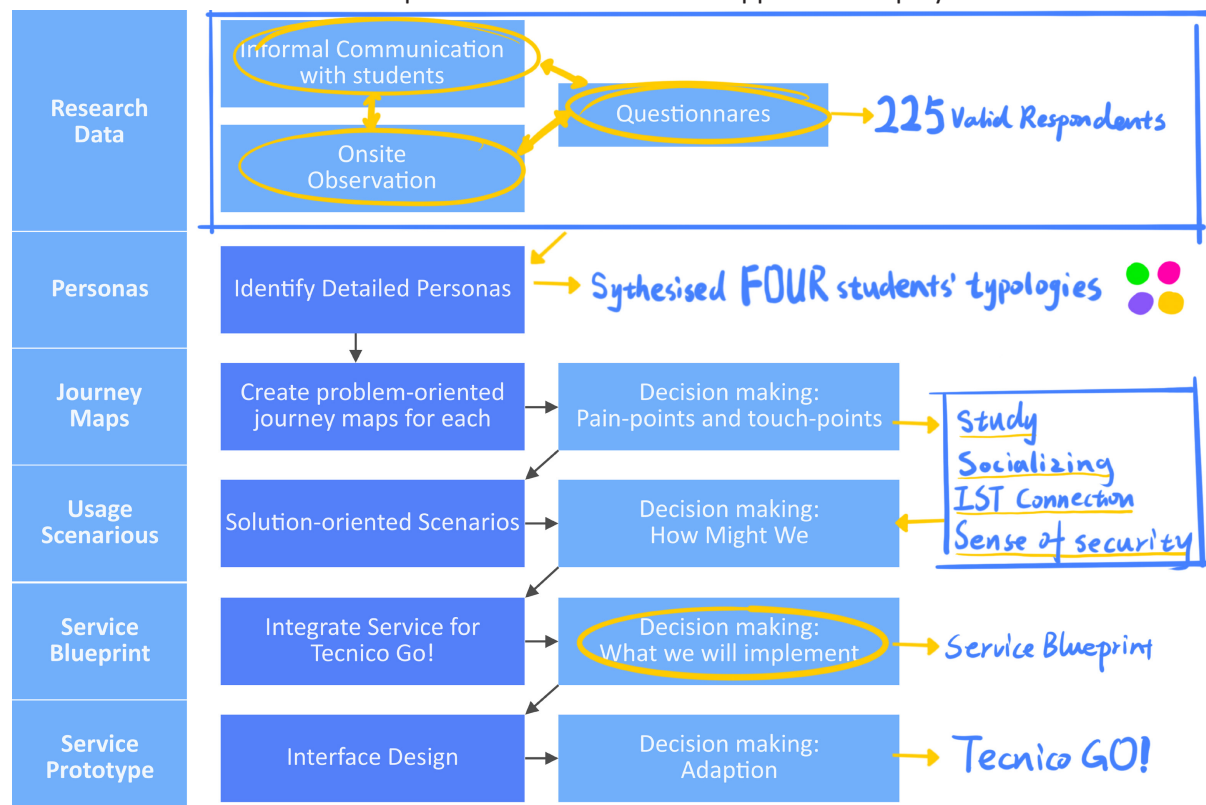 Research
Data
Informal Communication
with students
Onsite
Observation
Questionnares
225 Valid Respondents
Personas
Identify Detailed Personas
Sythesised FOUR students' typologies
Journey
Maps
Create problem-oriented
journey maps for each
Decision making:
Pain-points and touch-points
Study
Socializing
IST Connection
Sense of security
Usage
Scenarious
Solution-oriented Scenarios
Decision making:
How Might We
Service
Blueprint
Integrate Service for
Tecnico Go!
Decision making:
What we will implement
Service Blueprint
Service
Prototype
Interface Design
Decision making:
Adaption
Tecnico GO!